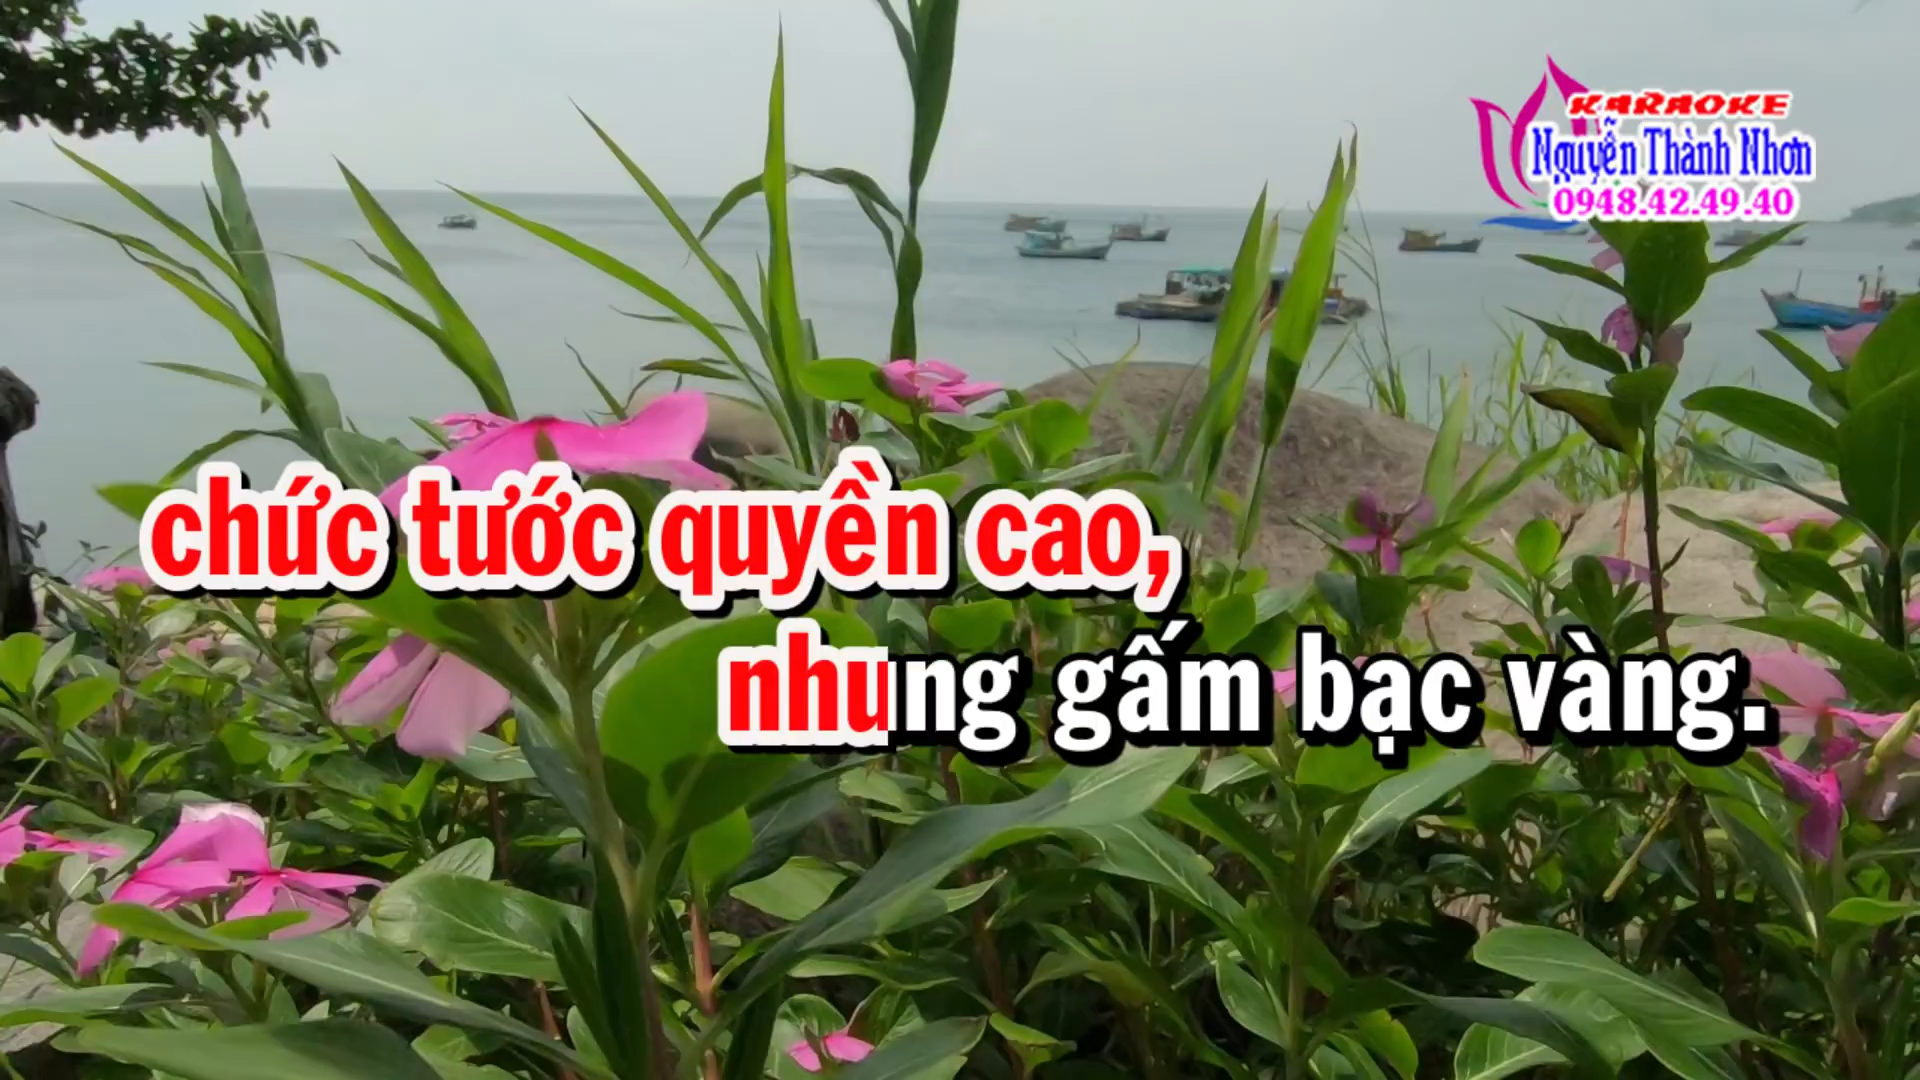 KARAOKE
Nguyễn Thành Nhơn
0948.42.49.40
chức tước quyền cao,
nhung gấm bạc vàng.